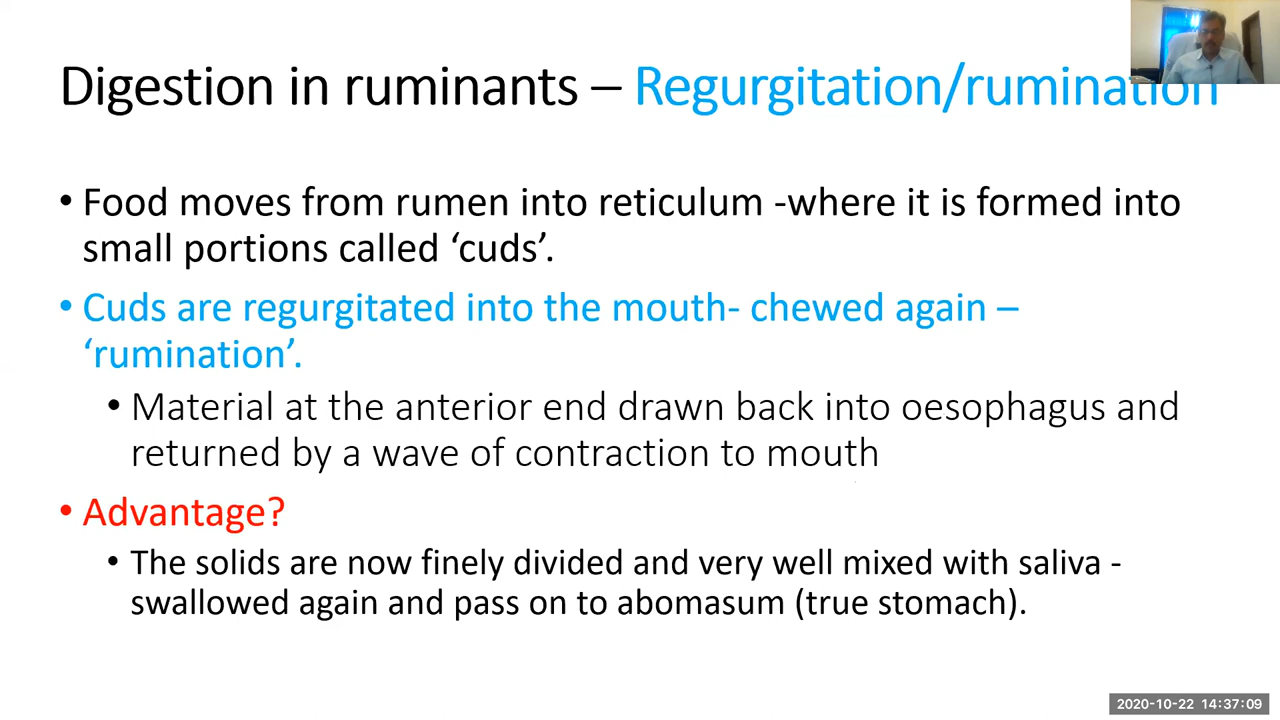 Digestion in ruminants – Regurgitation/rumination
• Food moves from rumen into reticulum -where it is formed into
small portions called ‘cuds’.
• Cuds are regurgitated into the mouth- chewed again –
‘rumination’.
• Material at the anterior end drawn back into oesophagus and
returned by a wave of contraction to mouth
• Advantage?
• The solids are now finely divided and very well mixed with saliva -
swallowed again and pass on to abomasum (true stomach).
2020-10-22 14:37:09